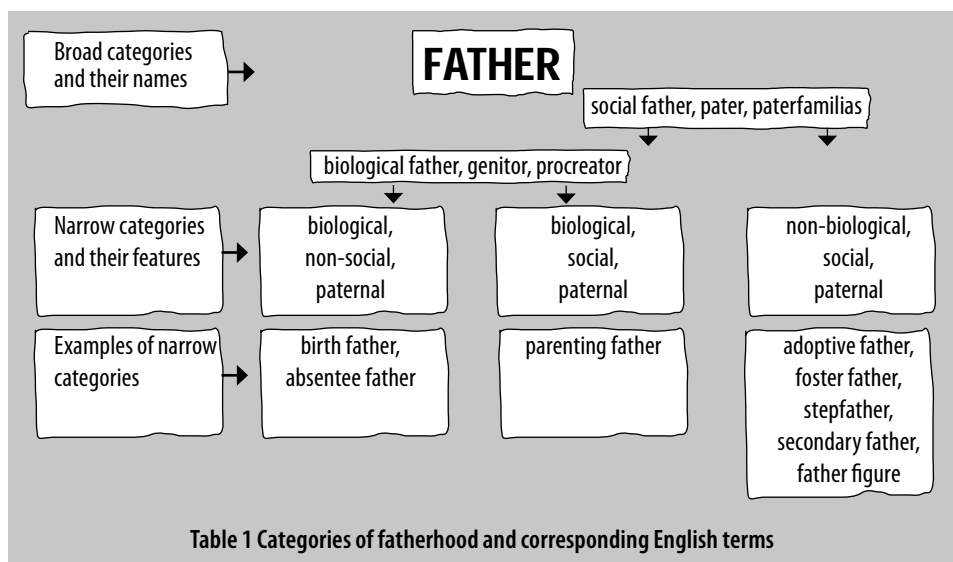 Broad categories
and their names
FATHER
social father, pater, paterfamilias
biological father, genitor, procreator
Narrow categories
and their features
biological,
non-social,
paternal
biological,
social,
paternal
non-biological,
social,
paternal
Examples of narrow
categories
birth father,
absentee father
parenting father
adoptive father,
foster father,
stepfather,
secondary father,
father figure
Table 1 Categories of fatherhood and corresponding English terms